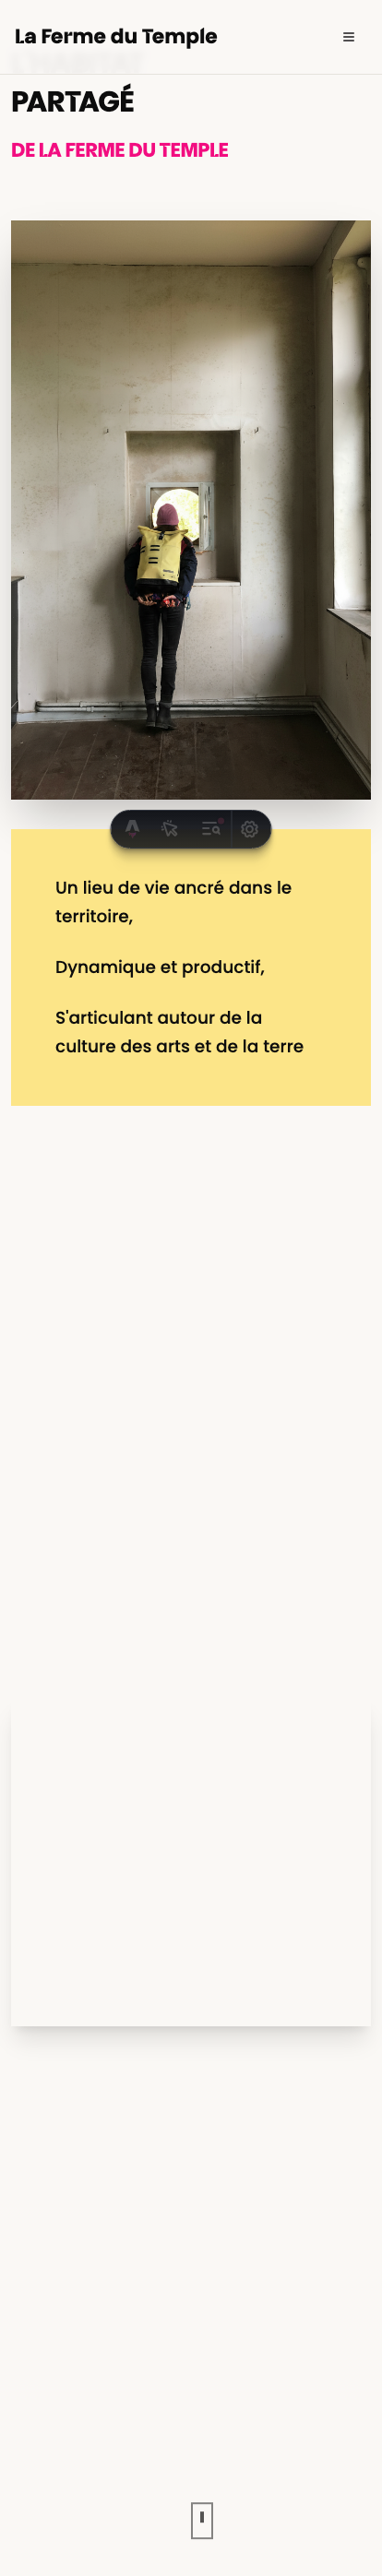 La Ferme du Temple
L'HABITAT
PARTAGÉ
DE LA FERME DU TEMPLE
Un lieu de vie ancré dans le
territoire,
Dynamique et productif,
S'articulant autour de la
culture des arts et de la terre